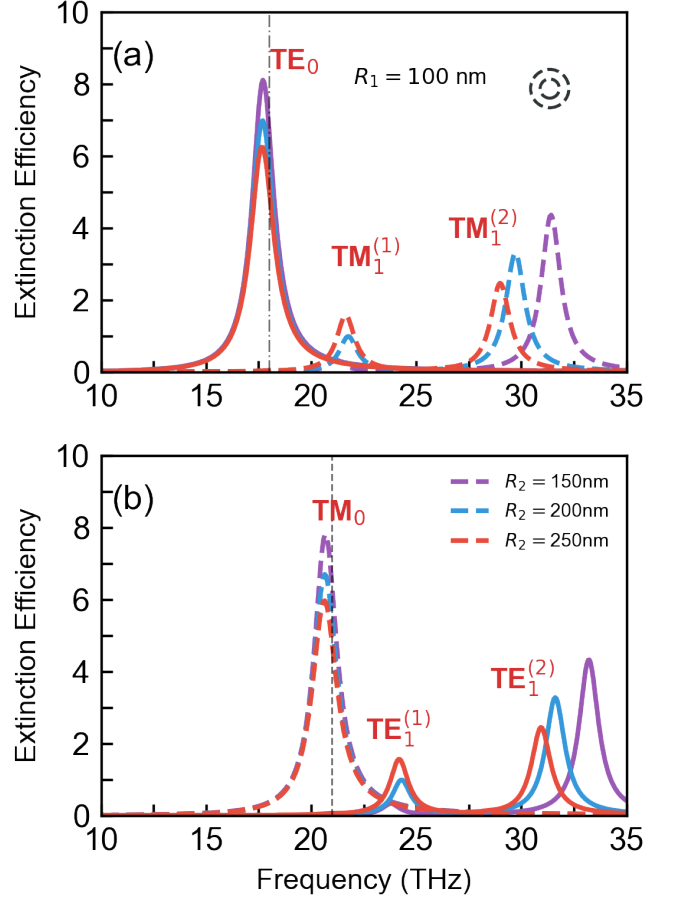 10
(a)
TE₀
R₁ = 100 nm
8
6
4
2
0
TM₁⁽¹⁾
TM₁⁽²⁾
Extinction Efficiency
10 15 20 25 30 35
10
(b)
TM₀
R₂ = 150nm
R₂ = 200nm
R₂ = 250nm
8
6
4
2
0
TE₁⁽¹⁾
TE₁⁽²⁾
Extinction Efficiency
10 15 20 25 30 35
Frequency (THz)